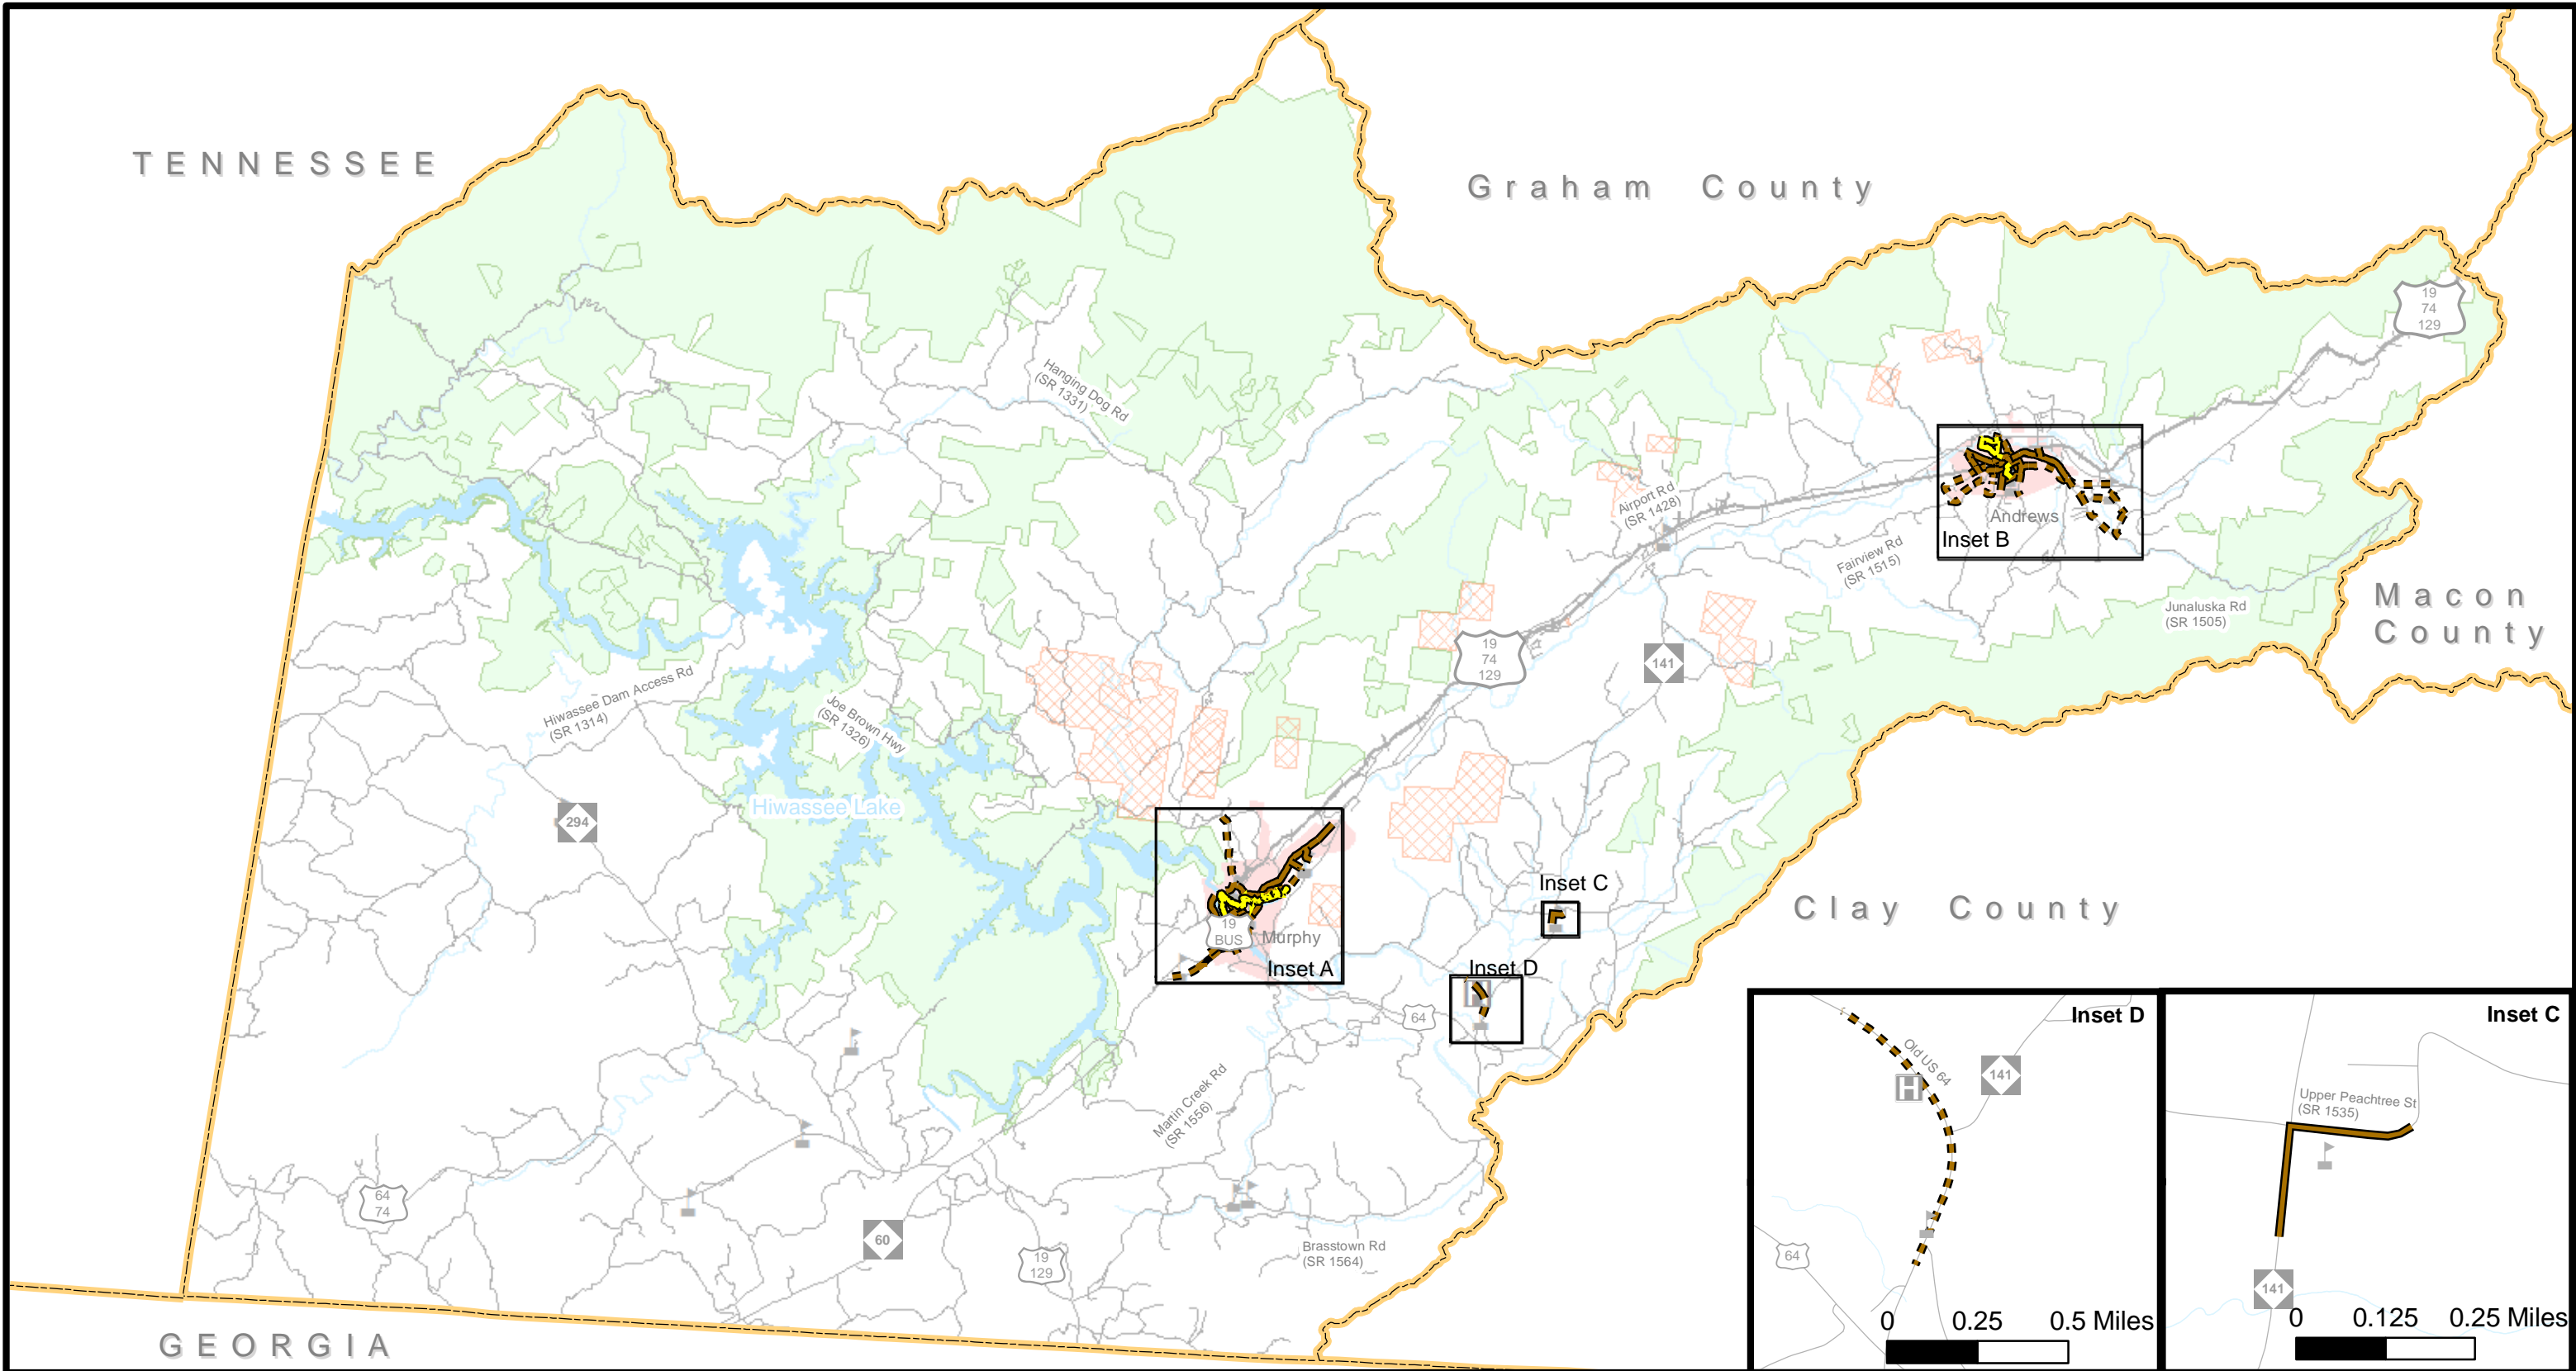 TENNESSEE
Graham County
19
74
129
Hanging Dog Rd
(SR 1331)
Airport Rd
(SR 1428)
Andrews
Inset B
Fairview Rd
(SR 1515)
Macon
County
Junaluska Rd
(SR 1505)
19
74
129
141
Hiwassee Dam Access Rd
(SR 1314)
Joe Brown Hwy
(SR 1326)
Hiwassee Lake
294
Inset C
Clay County
19
BUS
Murphy
Inset A
Inset D
H
64
Martin Creek Rd
(SR 1556)
64
74
60
19
129
Brasstown Rd
(SR 1564)
GEORGIA
Inset D
Old US 64
H
141
64
0 0.25 0.5 Miles
Inset C
Upper Peachtree St
(SR 1535)
141
0 0.125 0.25 Miles